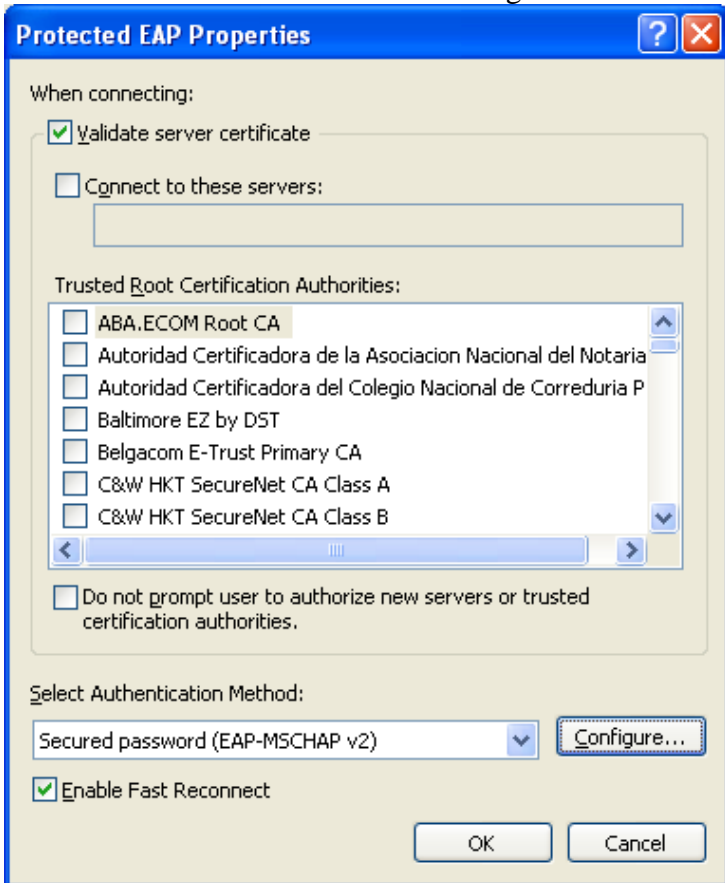 Protected EAP Properties
When connecting:
Validate server certificate
Connect to these servers:
Trusted Root Certification Authorities:
ABA.ECOM Root CA
Autoridad Certificadora de la Asociacion Nacional del Notaria
Autoridad Certificadora del Colegio Nacional de Correduria P
Baltimore EZ by DST
Belgacom E-Trust Primary CA
C&W HKT SecureNet CA Class A
C&W HKT SecureNet CA Class B
Do not prompt user to authorize new servers or trusted
certification authorities.
Select Authentication Method:
Secured password (EAP-MSCHAP v2)
Configure...
Enable Fast Reconnect
OK
Cancel